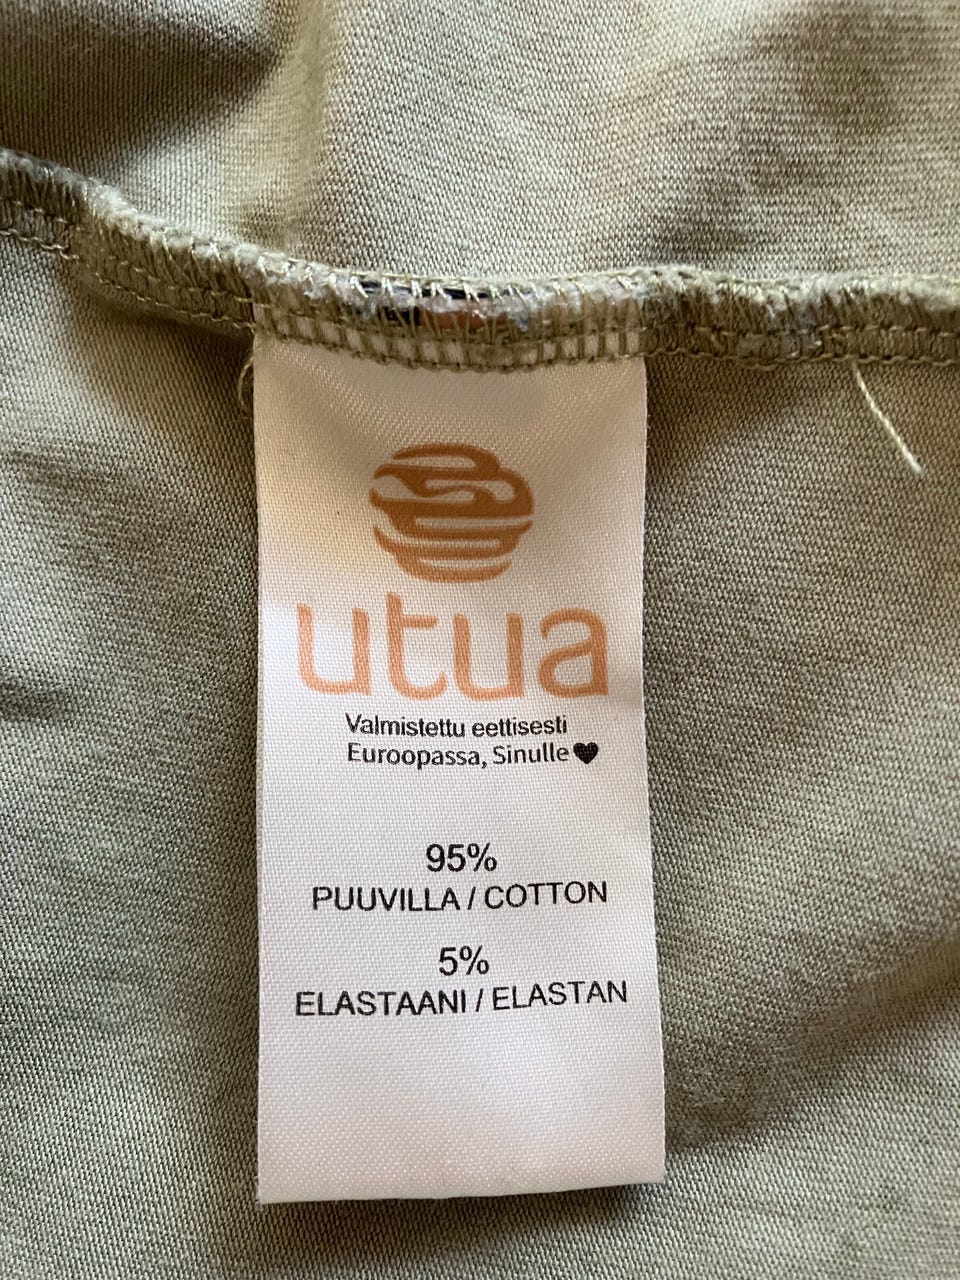 utua
Valmistettu eettisesti
Euroopassa, Sinulle🖤
95%
PUUVILLA / COTTON
5%
ELASTAANI / ELASTAN